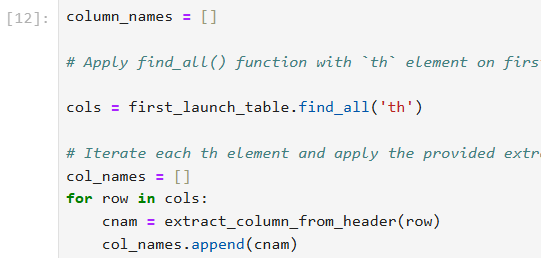 [12]: column_names = []
# Apply find_all() function with `th` element on firs
cols = first_launch_table.find_all('th')
# Iterate each th element and apply the provided extr
col_names = []
for row in cols:
    cnam = extract_column_from_header(row)
    col_names.append(cnam)